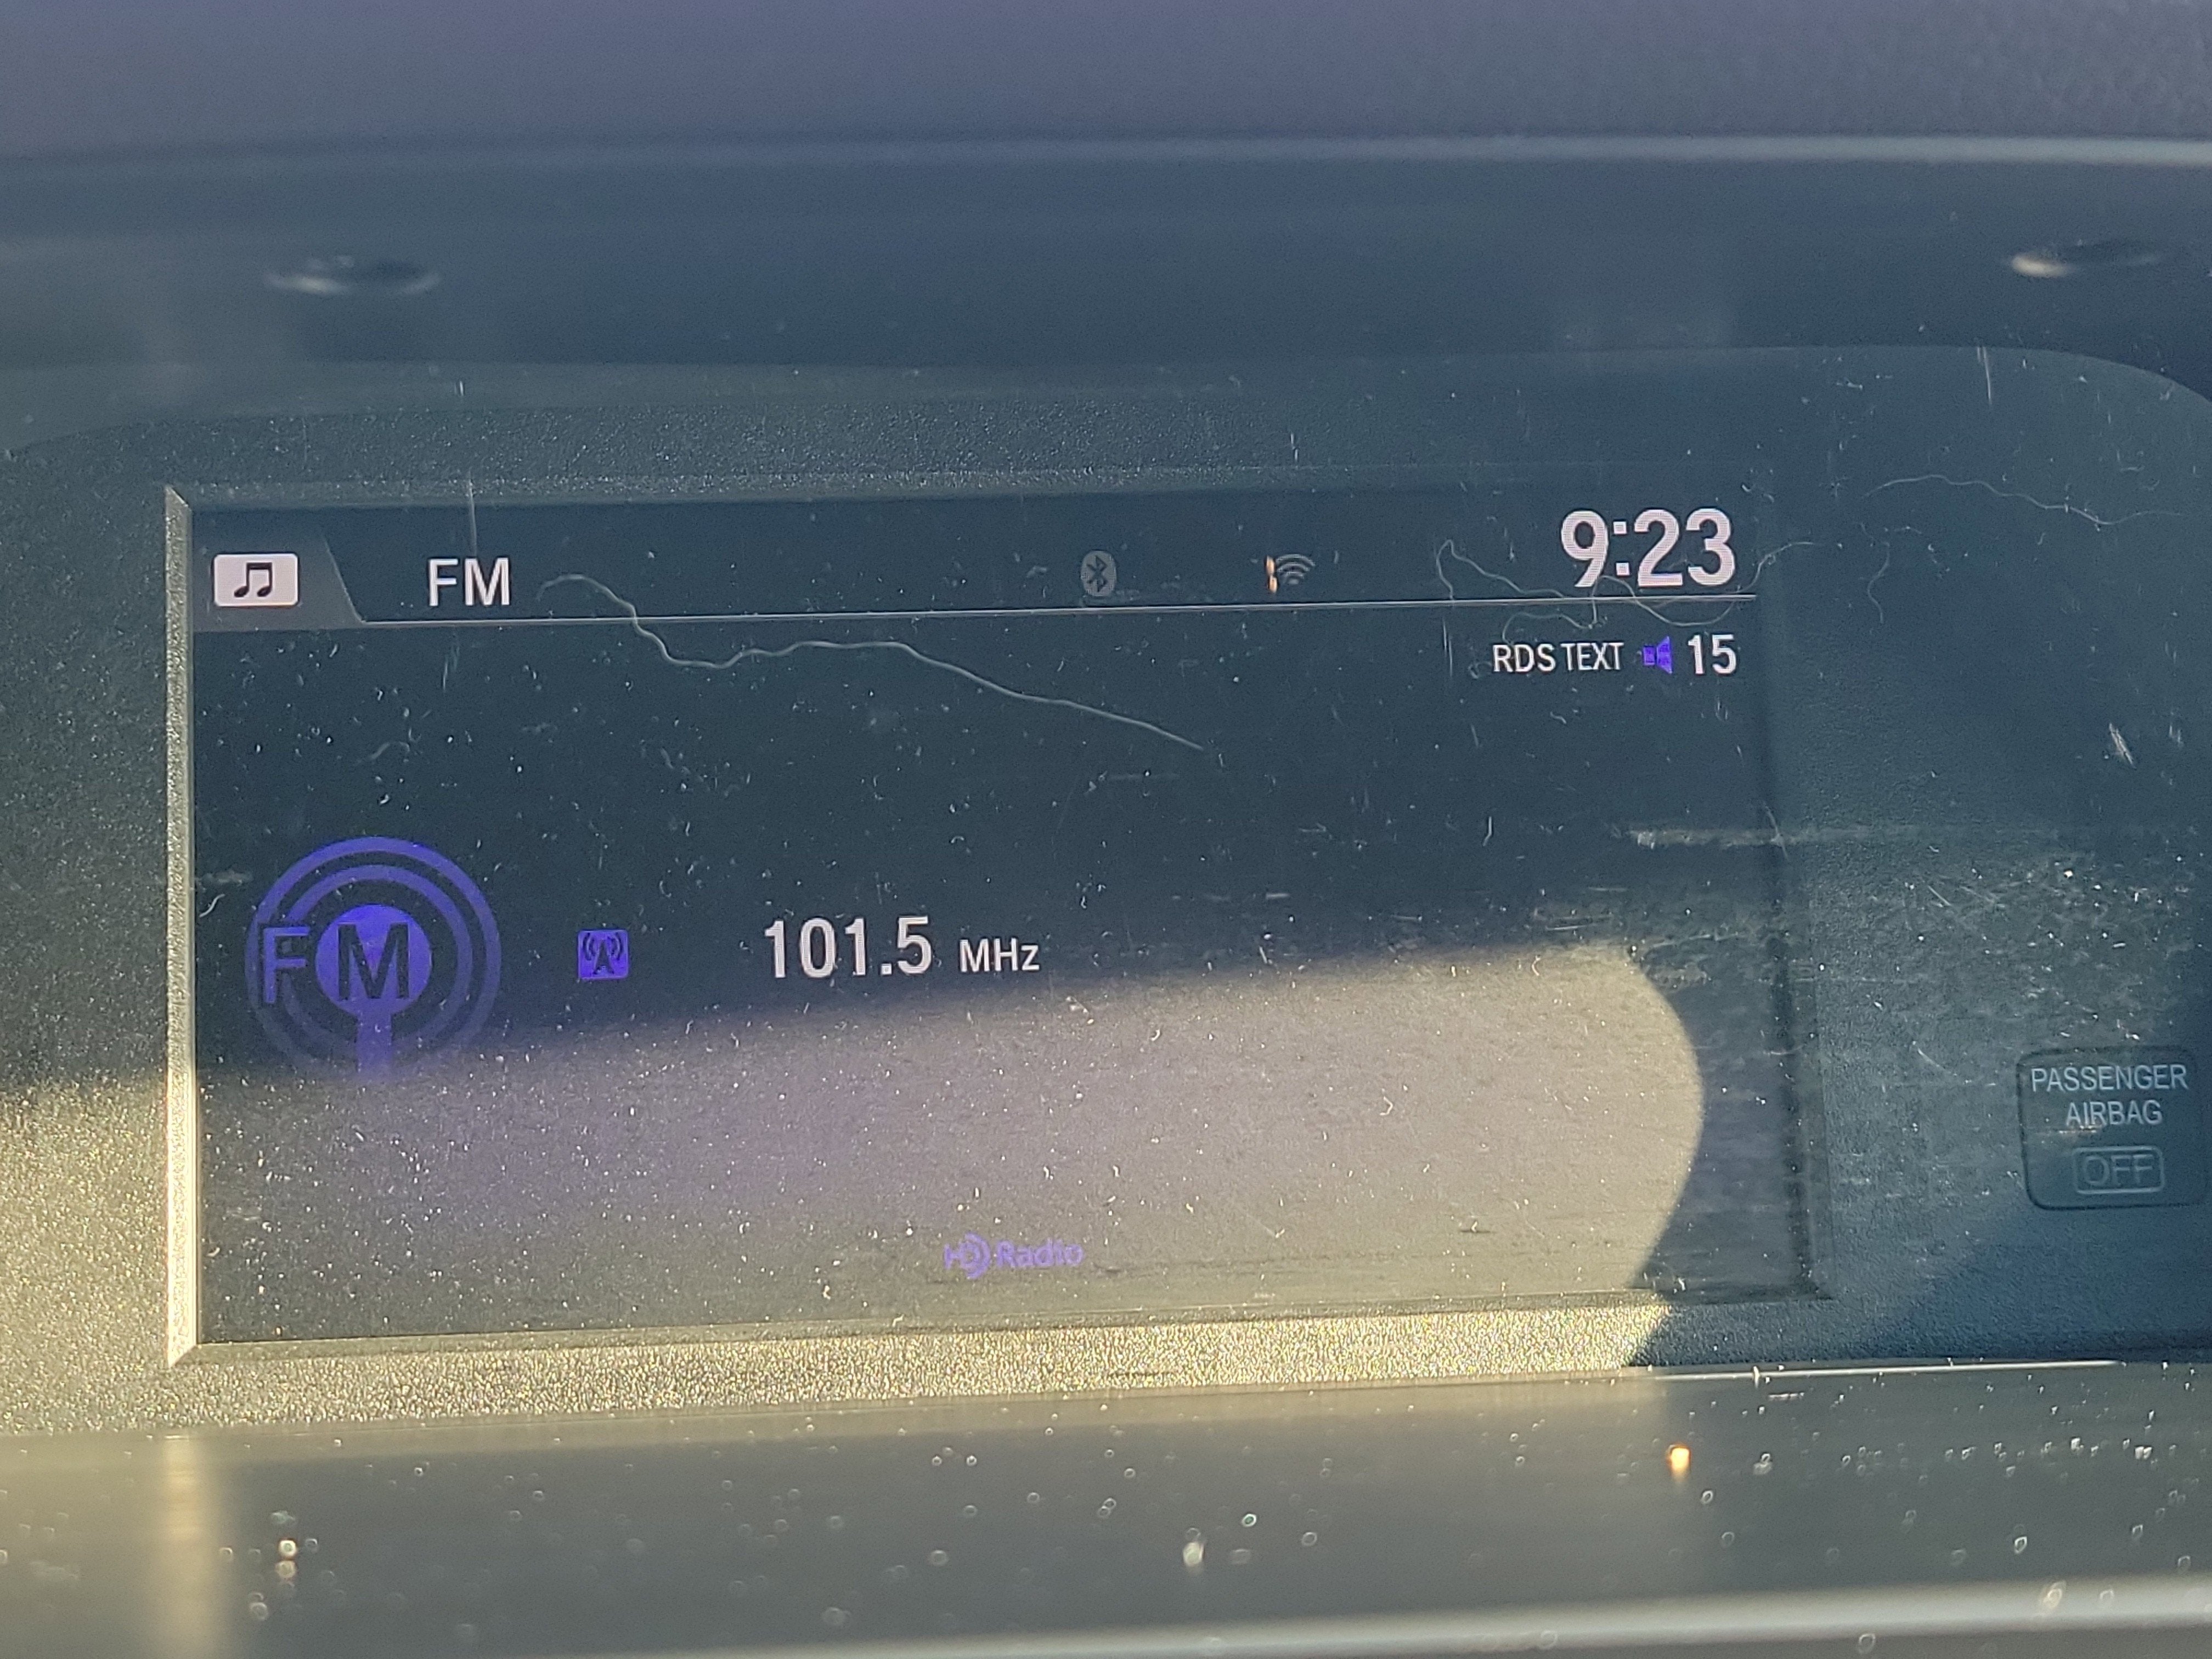 FM
9:23
RDS TEXT 15
FM
101.5 MHz
PASSENGER
AIRBAG
OFF
HD Radio